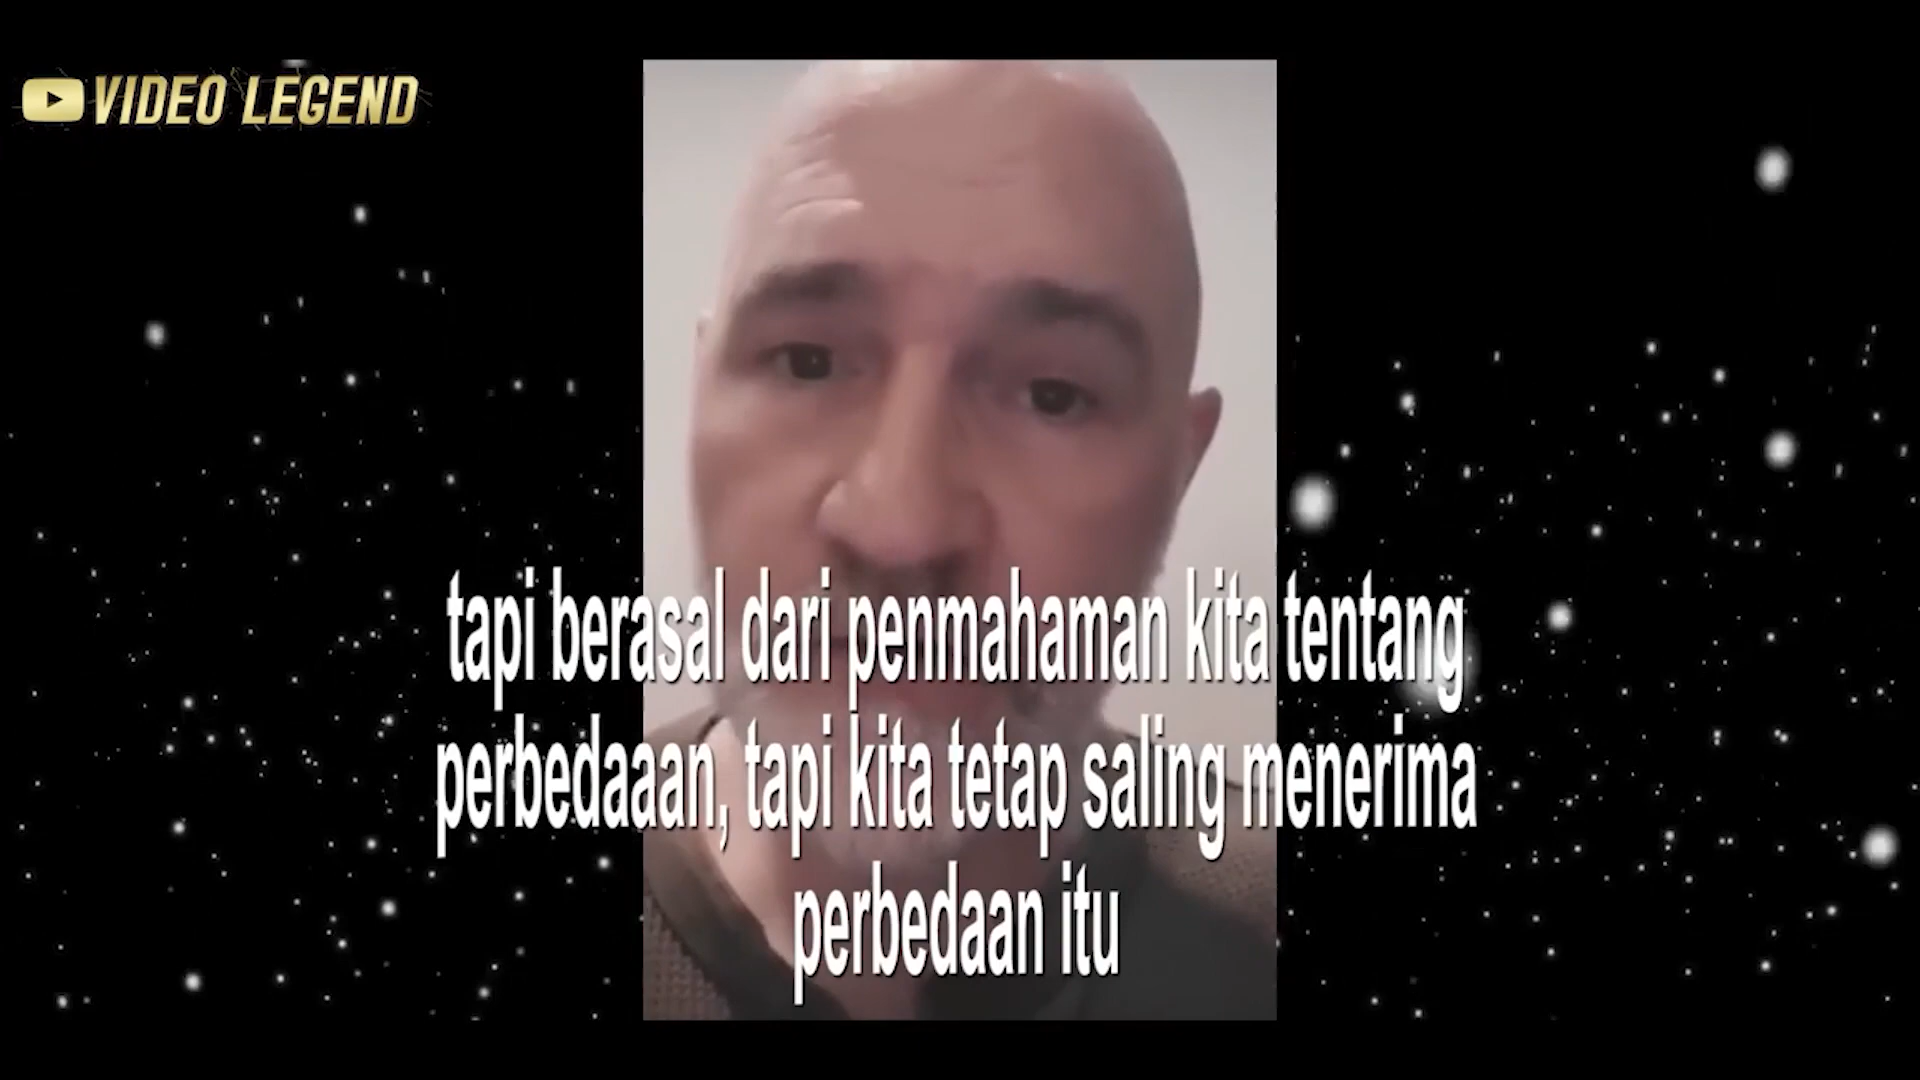 VIDEO LEGEND
tapi berasal dari penmahaman kita tentang
perbedaaan, tapi kita tetap saling menerima
perbedaan itu